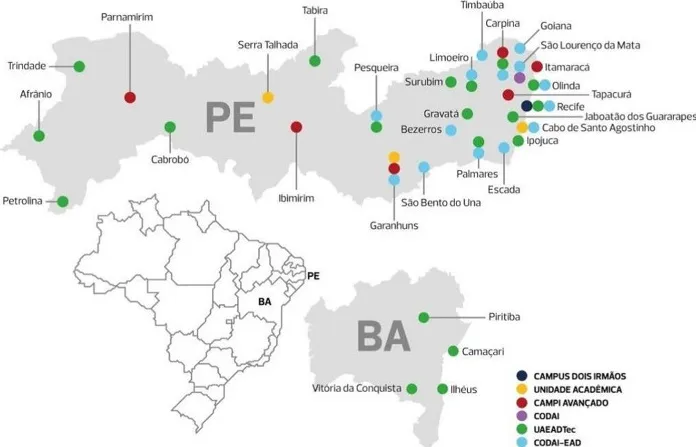 Timbaúba
Tabira
Parnamirim
Carpina
Goiana
Serra Talhada
São Lourenço da Mata
Limoeiro
Trindade
Pesqueira
Itamaracá
Surubim
Olinda
Afrânio
Tapacurá
PE
Recife
Gravatá
Jaboatão dos Guararapes
Bezerros
Cabo de Santo Agostinho
Ipojuca
Cabrobó
Palmares
Escada
Petrolina
Ibimirim
São Bento do Una
Garanhuns
PE
BA
Piritiba
BA
Camaçari
Vitória da Conquista
Ilhéus
CAMPUS DOIS IRMÃOS
UNIDADE ACADÊMICA
CAMPI AVANÇADO
CODAI
UAEADTec
CODAI-EAD